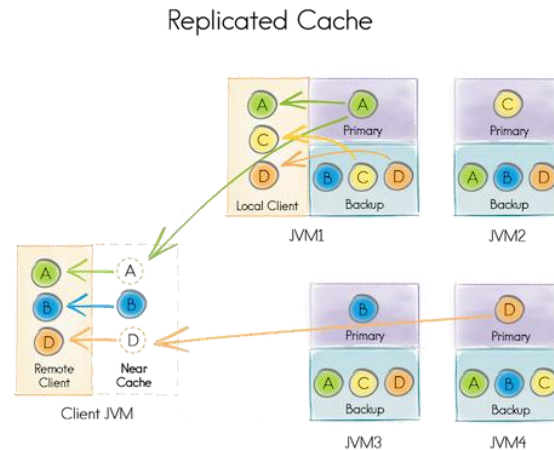 Replicated Cache
A
A
C
D
Primary
B
C
D
Local Client
Backup
JVM1
C
Primary
A
B
D
Backup
JVM2
A
B
D
A
B
D
Remote
Client
Near
Cache
Client JVM
B
Primary
A
C
D
Backup
JVM3
D
Primary
A
B
C
Backup
JVM4